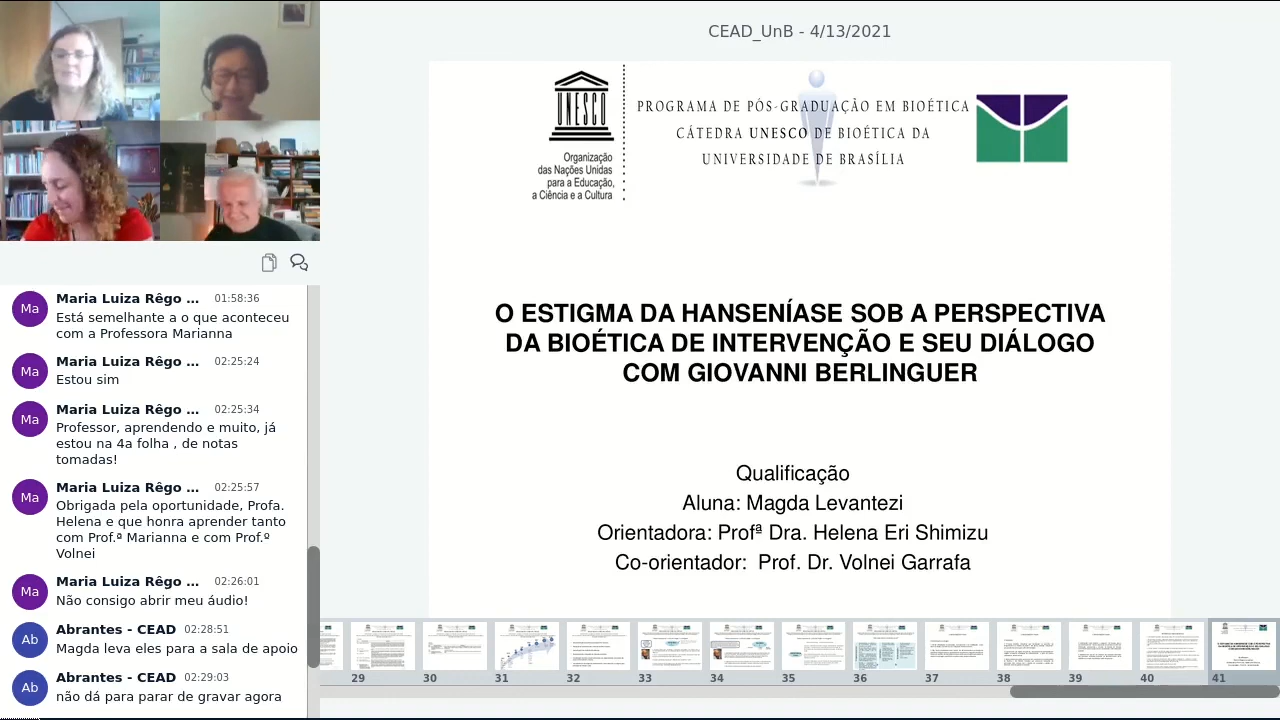 CEAD_UnB - 4/13/2021
UNESCO
Organização
das Nações Unidas
para a Educação,
a Ciência e a Cultura
PROGRAMA DE PÓS-GRADUAÇÃO EM BIOÉTICA
CÁTEDRA UNESCO DE BIOÉTICA DA
UNIVERSIDADE DE BRASÍLIA
O ESTIGMA DA HANSENÍASE SOB A PERSPECTIVA
DA BIOÉTICA DE INTERVENÇÃO E SEU DIÁLOGO
COM GIOVANNI BERLINGUER
Qualificação
Aluna: Magda Levantezi
Orientadora: Profª Dra. Helena Eri Shimizu
Co-orientador: Prof. Dr. Volnei Garrafa
Ma
Maria Luiza Rêgo ... 01:58:36
Está semelhante a o que aconteceu
com a Professora Marianna
Ma
Maria Luiza Rêgo ... 02:25:24
Estou sim
Ma
Maria Luiza Rêgo ... 02:25:34
Professor, aprendendo e muito, já
estou na 4a folha , de notas
tomadas!
Ma
Maria Luiza Rêgo ... 02:25:57
Obrigada pela oportunidade, Profa.
Helena e que honra aprender tanto
com Prof.ª Marianna e com Prof.º
Volnei
Ma
Maria Luiza Rêgo ... 02:26:01
Não consigo abrir meu áudio!
Ab
Abrantes - CEAD 02:28:51
Magda leva eles para a sala de apoio
Ab
Abrantes - CEAD 02:29:03
não dá para parar de gravar agora
29 30 31 32 33 34 35 36 37 38 39 40 41